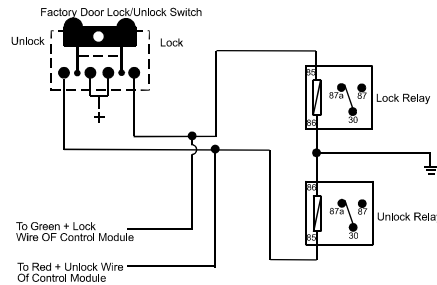 Factory Door Lock/Unlock Switch
Unlock
Lock
+
85
87a 87
30
86
Lock Relay
86
87a 87
30
85
Unlock Relay
To Green + Lock
Wire OF Control Module
To Red + Unlock Wire
Of Control Module